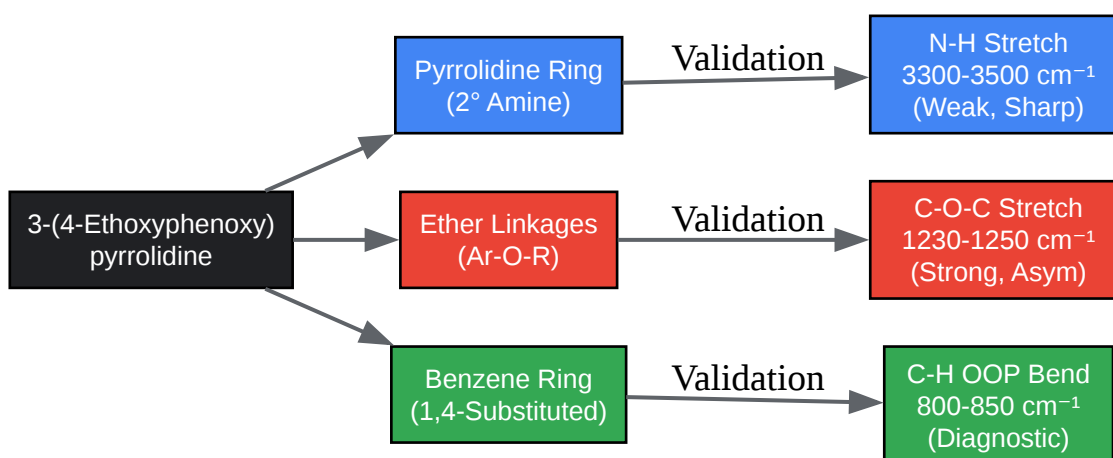 3-(4-Ethoxyphenoxy)
pyrrolidine
Pyrrolidine Ring
(2° Amine)
Validation
N-H Stretch
3300-3500 cm⁻¹
(Weak, Sharp)
Ether Linkages
(Ar-O-R)
Validation
C-O-C Stretch
1230-1250 cm⁻¹
(Strong, Asym)
Benzene Ring
(1,4-Substituted)
Validation
C-H OOP Bend
800-850 cm⁻¹
(Diagnostic)